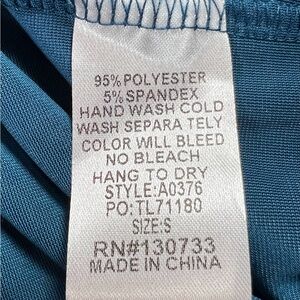 95% POLYESTER
5% SPANDEX
HAND WASH COLD
WASH SEPARA TELY
COLOR WILL BLEED
NO BLEACH
HANG TO DRY
STYLE:A0376
PO:TL71180
SIZE:S
RN#130733
MADE IN CHINA